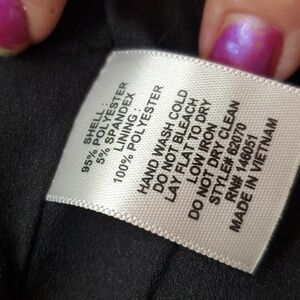 SHELL :
95% POLYESTER
5% SPANDEX
LINING :
100% POLYESTER
HAND WASH COLD
DO NOT BLEACH
LAY FLAT TO DRY
LOW IRON
DO NOT DRY CLEAN
STYLE# 62070
RN# 146051
MADE IN VIETNAM